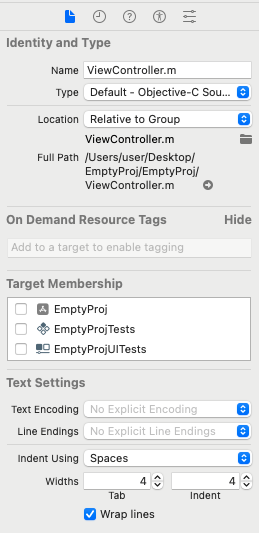 Identity and Type
Name ViewController.m
Type Default - Objective-C Sou...
Location Relative to Group
ViewController.m
Full Path /Users/user/Desktop/
EmptyProj/EmptyProj/
ViewController.m
On Demand Resource Tags Hide
Add to a target to enable tagging
Target Membership
EmptyProj
EmptyProjTests
EmptyProjUITests
Text Settings
Text Encoding No Explicit Encoding
Line Endings No Explicit Line Endings
Indent Using Spaces
Widths 4 4
Tab Indent
Wrap lines